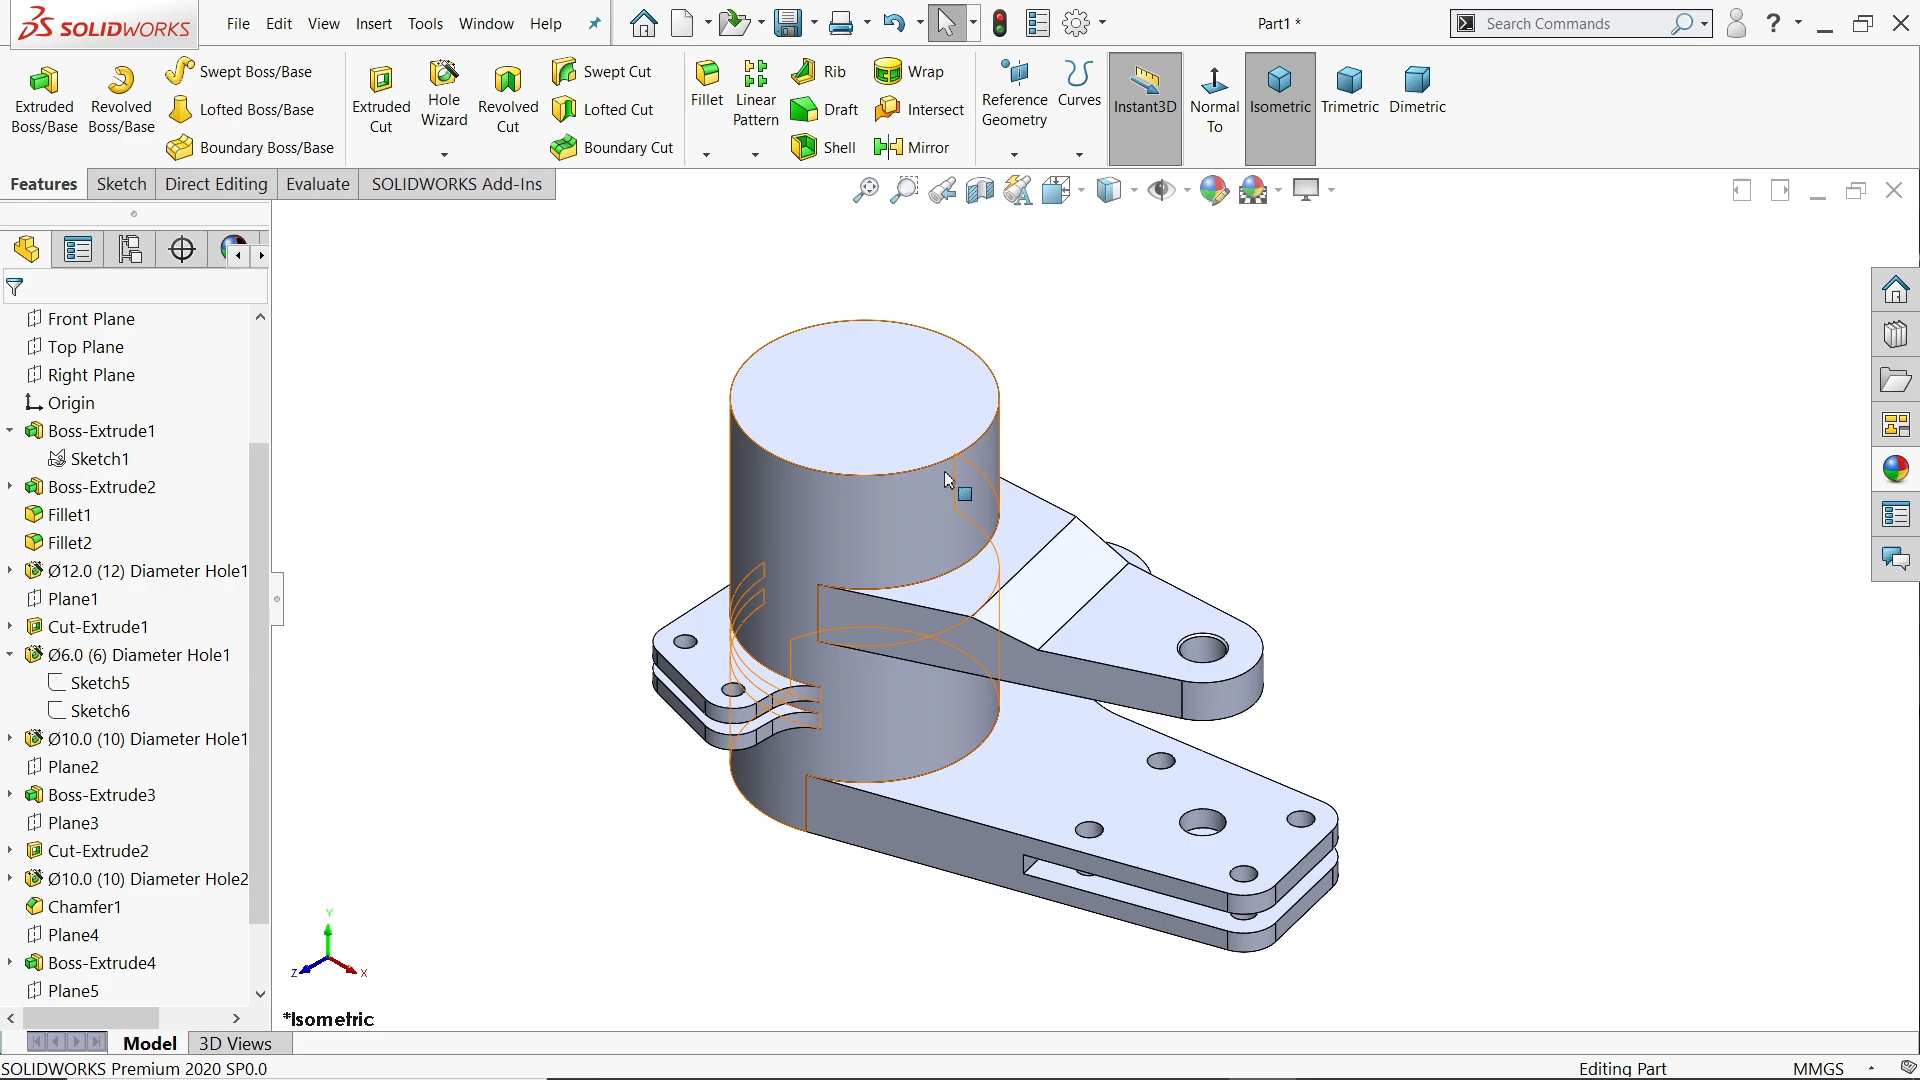 SOLIDWORKS
File Edit View Insert Tools Window Help
Part1 *
Search Commands
?
Extruded Boss/Base
Revolved Boss/Base
Swept Boss/Base
Lofted Boss/Base
Boundary Boss/Base
Extruded Cut
Hole Wizard
Revolved Cut
Swept Cut
Lofted Cut
Boundary Cut
Fillet
Linear Pattern
Rib
Draft
Shell
Wrap
Intersect
Mirror
Reference Geometry
Curves
Instant3D
Normal To
Isometric
Trimetric
Dimetric
Features Sketch Direct Editing Evaluate SOLIDWORKS Add-Ins
Front Plane
Top Plane
Right Plane
Origin
Boss-Extrude1
Sketch1
Boss-Extrude2
Fillet1
Fillet2
Ø12.0 (12) Diameter Hole1
Plane1
Cut-Extrude1
Ø6.0 (6) Diameter Hole1
Sketch5
Sketch6
Ø10.0 (10) Diameter Hole1
Plane2
Boss-Extrude3
Plane3
Cut-Extrude2
Ø10.0 (10) Diameter Hole2
Chamfer1
Plane4
Boss-Extrude4
Plane5
Y
Z
X
*Isometric
Model 3D Views
SOLIDWORKS Premium 2020 SP0.0
Editing Part
MMGS